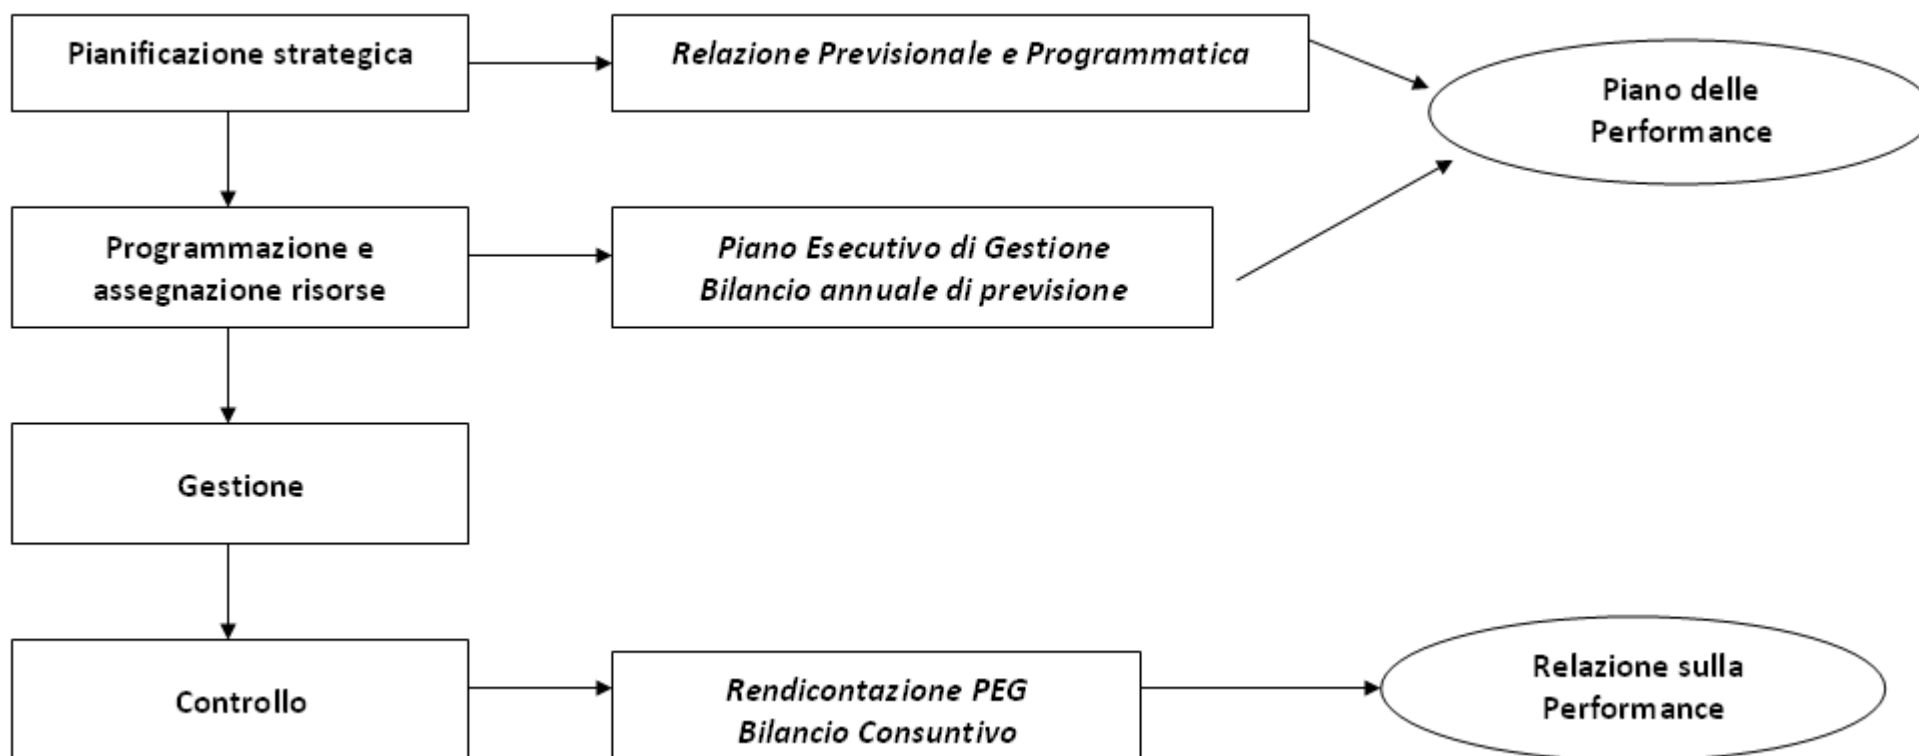 Pianificazione strategica
Relazione Previsionale e Programmatica
Piano delle
Performance
Programmazione e
assegnazione risorse
Piano Esecutivo di Gestione
Bilancio annuale di previsione
Gestione
Controllo
Rendicontazione PEG
Bilancio Consuntivo
Relazione sulla
Performance